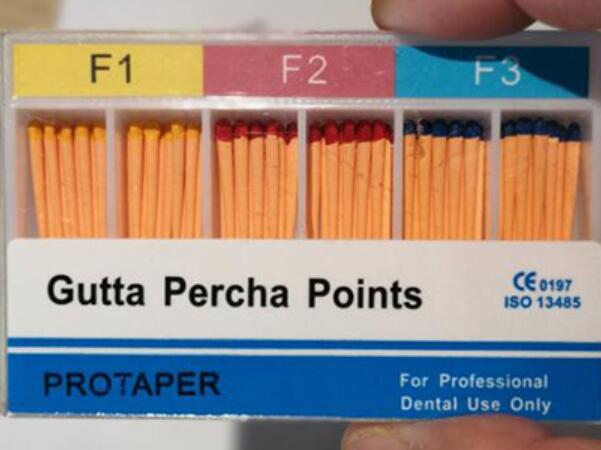 F1 F2 F3
Gutta Percha Points
CE 0197
ISO 13485
PROTAPER
For Professional
Dental Use Only